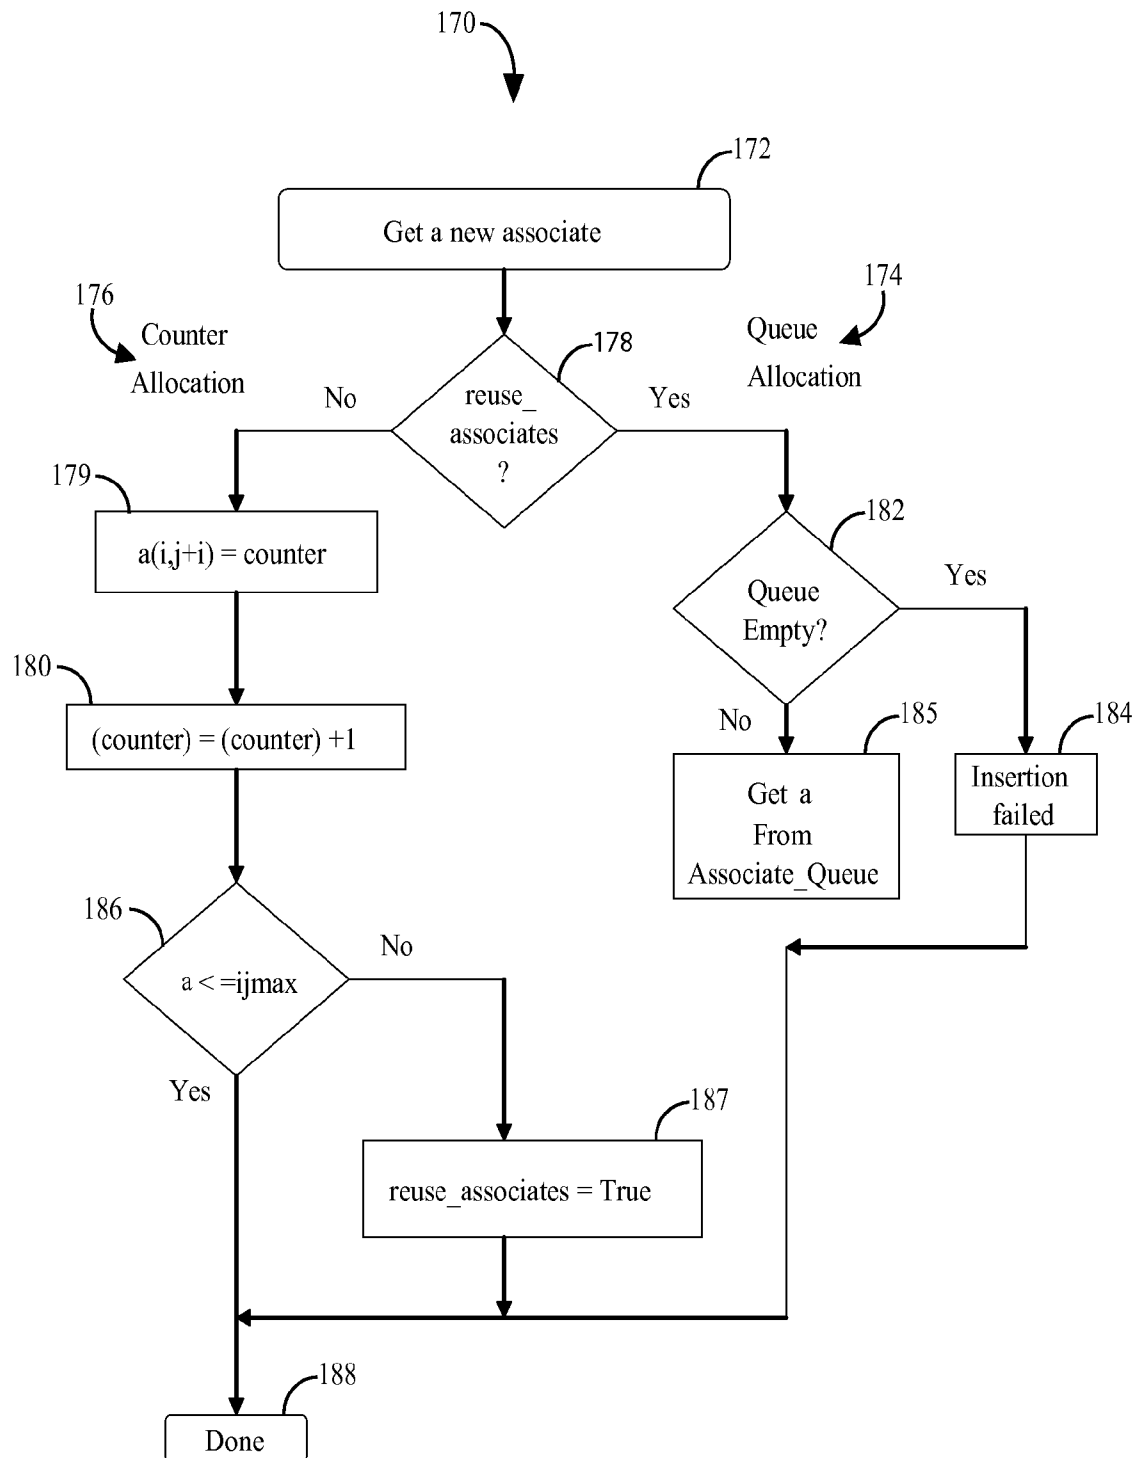 170
172
Get a new associate
176
Counter
Allocation
174
Queue
Allocation
178
No
reuse_
associates
?
Yes
179
a(i,j+i) = counter
182
Queue
Empty?
Yes
180
(counter) = (counter) +1
No
185
Get a
From
Associate_Queue
184
Insertion
failed
186
a < =ijmax
No
Yes
187
reuse_associates = True
188
Done